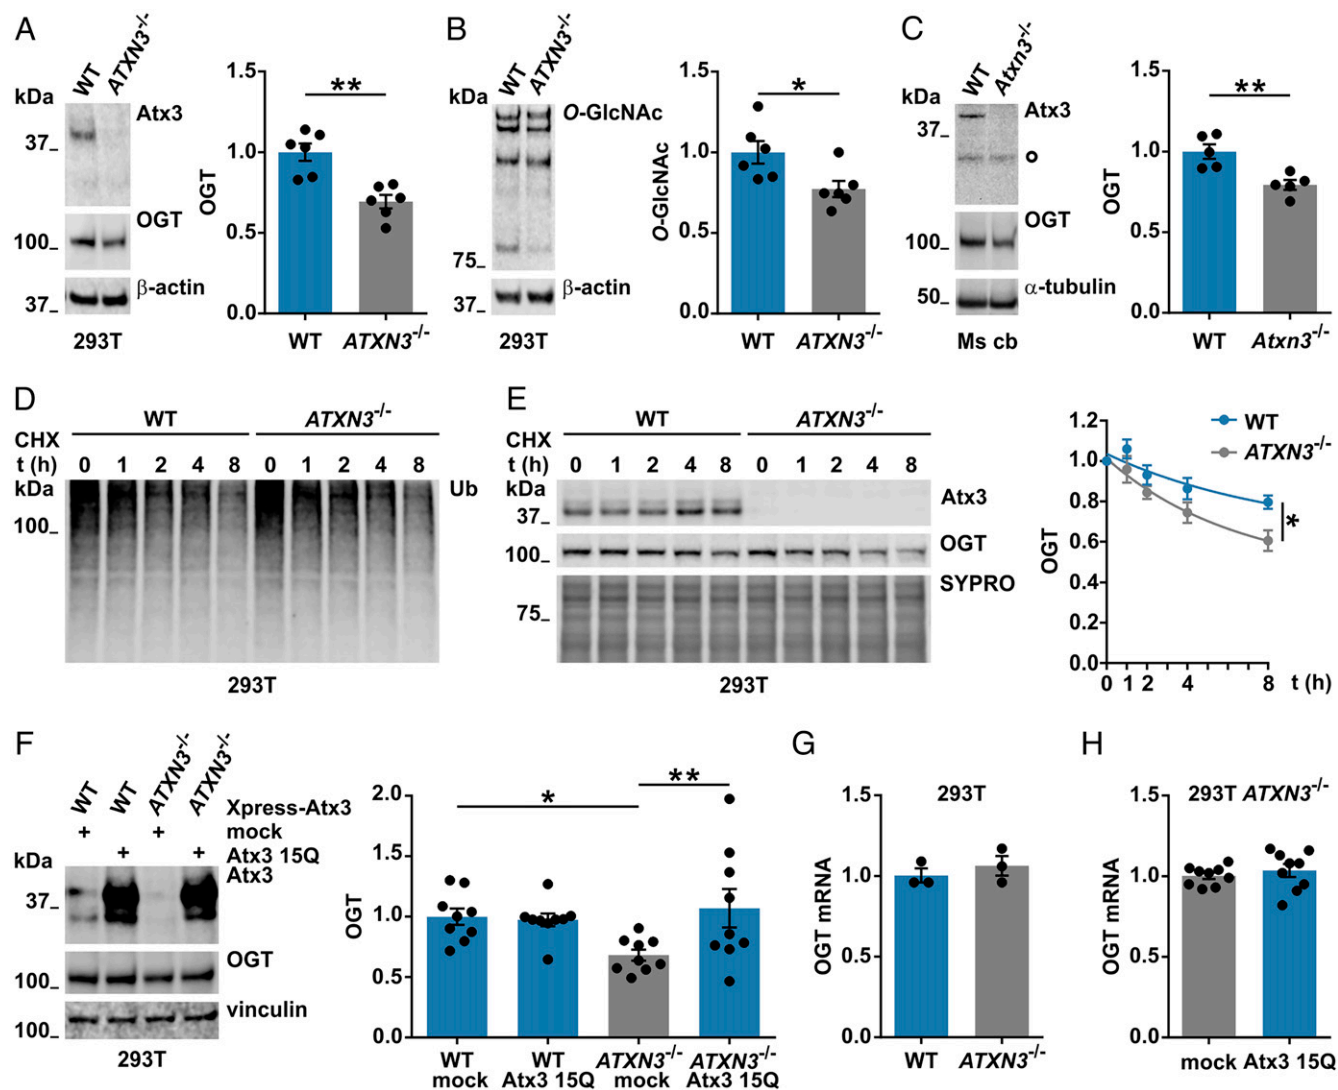 A
WT
ATXN3-/-
kDa
Atx3
37
OGT
100
β-actin
37
293T
1.5
**
1.0
OGT
0.5
0.0
WT
ATXN3-/-
B
WT
ATXN3-/-
kDa
O-GlcNAc
75
β-actin
37
293T
1.5
*
1.0
O-GlcNAc
0.5
0.0
WT
ATXN3-/-
C
WT
Atxn3-/-
kDa
Atx3
37
OGT
100
α-tubulin
50
Ms cb
1.5
**
1.0
OGT
0.5
0.0
WT
Atxn3-/-
D
WT
ATXN3-/-
CHX
t (h) 0 1 2 4 8 0 1 2 4 8
kDa
Ub
100
293T
E
WT
ATXN3-/-
CHX
t (h) 0 1 2 4 8 0 1 2 4 8
kDa
Atx3
37
OGT
100
SYPRO
75
293T
1.2
WT
ATXN3-/-
1.0
0.8
*
OGT
0.6
0.4
0.2
0.0
0 1 2 4 8 t (h)
F
WT
WT
ATXN3-/-
ATXN3-/-
Xpress-Atx3
+ + mock
+ + Atx3 15Q
kDa
Atx3
37
OGT
100
vinculin
100
293T
2.0
**
*
1.5
1.0
OGT
0.5
0.0
WT WT ATXN3-/- ATXN3-/-
mock Atx3 15Q mock Atx3 15Q
G
1.5
293T
1.0
OGT mRNA
0.5
0.0
WT
ATXN3-/-
H
1.5
293T ATXN3-/-
1.0
OGT mRNA
0.5
0.0
mock Atx3 15Q